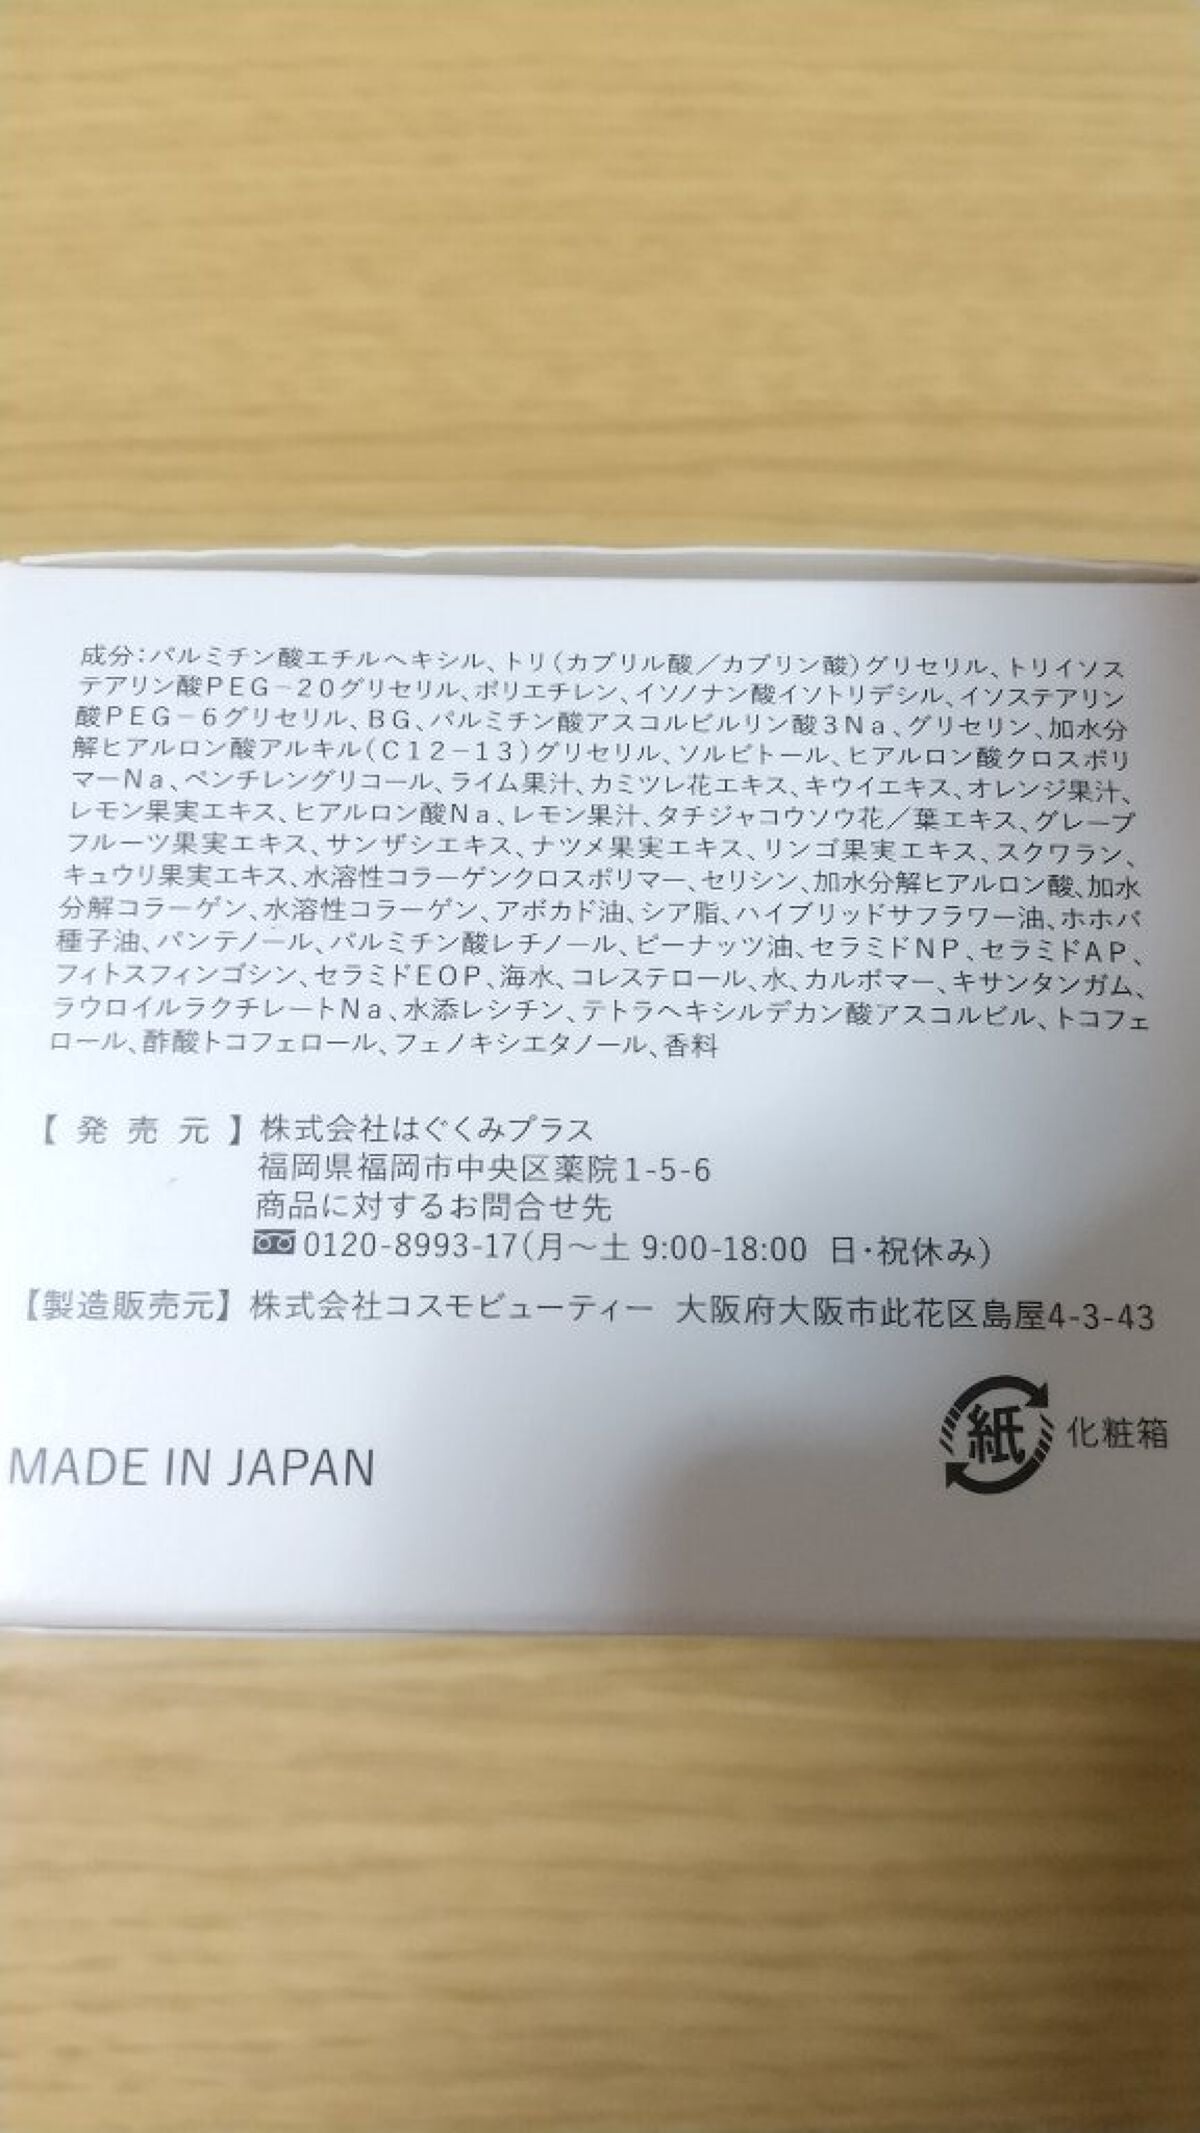 成分:パルミチン酸エチルヘキシル、トリ(カプリル酸/カプリン酸)グリセリル、トリイソス
テアリン酸PEG-20グリセリル、ポリエチレン、イソノナン酸イソトリデシル、イソステアリン
酸PEG-6グリセリル、BG、パルミチン酸アスコルビルリン酸3Na、グリセリン、加水分
解ヒアルロン酸アルキル(C12-13)グリセリル、ソルビトール、ヒアルロン酸クロスポリ
マーNa、ペンチレングリコール、ライム果汁、カミツレ花エキス、キウイエキス、オレンジ果汁、
レモン果実エキス、ヒアルロン酸Na、レモン果汁、タチジャコウソウ花/葉エキス、グレープ
フルーツ果実エキス、サンザシエキス、ナツメ果実エキス、リンゴ果実エキス、スクワラン、
キュウリ果実エキス、水溶性コラーゲンクロスポリマー、セリシン、加水分解ヒアルロン酸、加水
分解コラーゲン、水溶性コラーゲン、アボカド油、シア脂、ハイブリッドサフラワー油、ホホバ
種子油、パンテノール、パルミチン酸レチノール、ピーナッツ油、セラミドNP、セラミドAP、
フィトスフィンゴシン、セラミドEOP、海水、コレステロール、水、カルボマー、キサンタンガム、
ラウロイルラクチレートNa、水添レシチン、テトラヘキシルデカン酸アスコルビル、トコフェ
ロール、酢酸トコフェロール、フェノキシエタノール、香料
【発売元】株式会社はぐくみプラス
福岡県福岡市中央区薬院1-5-6
商品に対するお問合せ先
0120-8993-17(月～土 9:00-18:00 日・祝休み)
【製造販売元】株式会社コスモビューティー 大阪府大阪市此花区島屋4-3-43
紙 化粧箱
MADE IN JAPAN